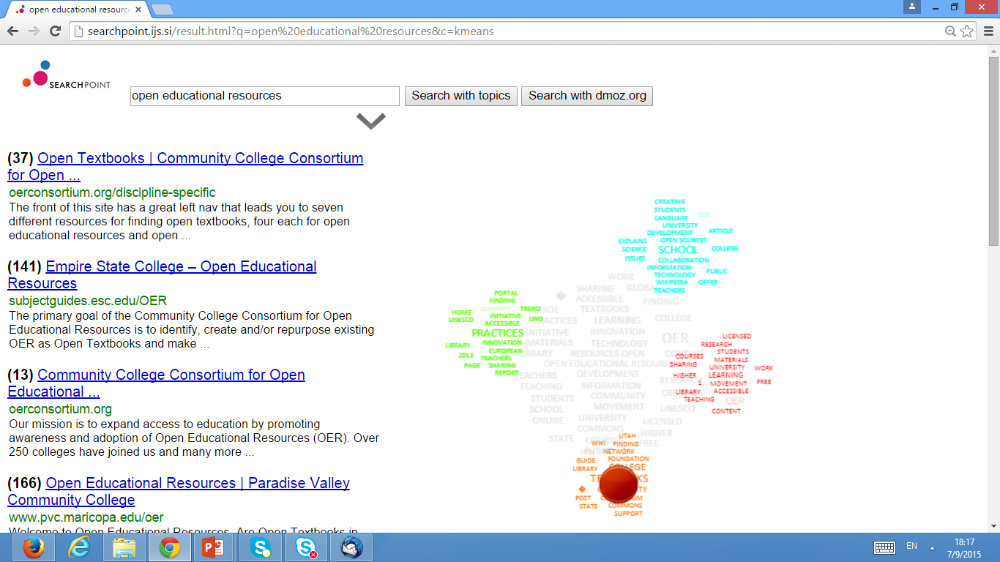 open educational resourc
searchpoint.ijs.si/result.html?q=open%20educational%20resources&c=kmeans
SEARCHPOINT
open educational resources
Search with topics
Search with dmoz.org
(37) Open Textbooks | Community College Consortium
for Open ...
oerconsortium.org/discipline-specific
The front of this site has a great left nav that leads you to seven
different resources for finding open textbooks, four each for open
educational resources and open ...
(141) Empire State College – Open Educational
Resources
subjectguides.esc.edu/OER
The primary goal of the Community College Consortium for Open
Educational Resources is to identify, create and/or repurpose existing
OER as Open Textbooks and make ...
(13) Community College Consortium for Open
Educational ...
oerconsortium.org
Our mission is to expand access to education by promoting
awareness and adoption of Open Educational Resources (OER). Over
250 colleges have joined us and many more ...
(166) Open Educational Resources | Paradise Valley
Community College
www.pvc.maricopa.edu/oer
Welcome to Open Educational Resources. Are Open Textbooks in
CREATING
STUDENTS
LANGUAGE OER
UNIVERSITY
DEVELOPMENT ARTICLE
EXPLAINS OPEN SOURCES
SCIENCE SCHOOL COLLEGE
ISSUES COLLABORATION
INFORMATION
TECHNOLOGY PUBLIC
WIKIPEDIA OFFER
TEACHERS
PORTAL
FINDING
HOME LEARNING TREND
UNESCO INITIATIVE UND
ACCESSIBLE
PRACTICES
LIBRARY INNOVATION
EUROPEAN
2013 TEACHERS
PAGE SHARING
REPORT
WORK
SHARING GLOBAL
ACCESSIBLE FINDING
GUIDE TEXTBOOKS
PRACTICES LEARNING COLLEGE
INITIATIVE INNOVATION
MATERIALS TECHNOLOGY OER
LIBRARY RESOURCES OPEN
OPEN EDUCATIONAL RESOURC
TEACHERS DEVELOPMENT
TEACHING INFORMATION RESEARCH
STUDENTS COMMUNITY
SCHOOL MOVEMENT UNESCO
ONLINE UNIVERSITY LICENSED
COMMONS HIGHER
STATE COURSES FREE
LICENSED
RESEARCH
COURSES STUDENTS
SHARING MATERIALS
UNIVERSITY WORK
HIGHER LEARNING
1 MOVEMENT FREE
LIBRARY ACCESSIBLE
TEACHING OER
CONTENT
UTAH
WIKI FINDING
NETWORK
GUIDE FOUNDATION
LIBRARY COLLEGE
POST
STATE COMMONS
SUPPORT
EN
18:17
7/9/2015